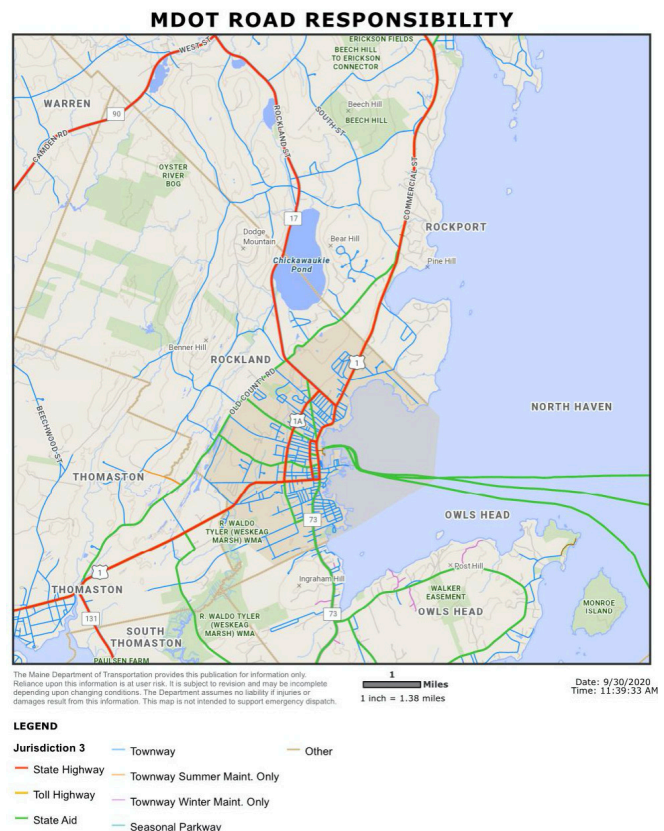 MDOT ROAD RESPONSIBILITY
ERICKSON FIELDS
WEST ST
BEECH HILL
TO ERICKSON
CONNECTOR
WARREN
90
CAMDEN RD
ROCKLAND ST
SOUTH ST
Beech Hill
BEECH HILL
OYSTER
RIVER
BOG
COMMERCIAL ST
17
ROCKPORT
Dodge
Mountain
Bear Hill
Chickawaukie
Pond
Pine Hill
Benner Hill
ROCKLAND
1
OLD COUNTY RD
NORTH HAVEN
1A
BEECHWOOD ST
THOMASTON
OWLS HEAD
73
R. WALDO
TYLER (WESKEAG
MARSH) WMA
1
Ingraham Hill
Post Hill
THOMASTON
WALKER
EASEMENT
MONROE
ISLAND
OWLS HEAD
73
131
R. WALDO TYLER
(WESKEAG
MARSH) WMA
SOUTH
THOMASTON
PAULSEN FARM
The Maine Department of Transportation provides this publication for information only.
Reliance upon this information is at user risk. It is subject to revision and may be incomplete
depending upon changing conditions. The Department assumes no liability if injuries or
damages result from this information. This map is not intended to support emergency dispatch.
1
Miles
1 inch = 1.38 miles
Date: 9/30/2020
Time: 11:39:33 AM
LEGEND
Jurisdiction 3
State Highway
Toll Highway
State Aid
Townway
Townway Summer Maint. Only
Townway Winter Maint. Only
Seasonal Parkway
Other